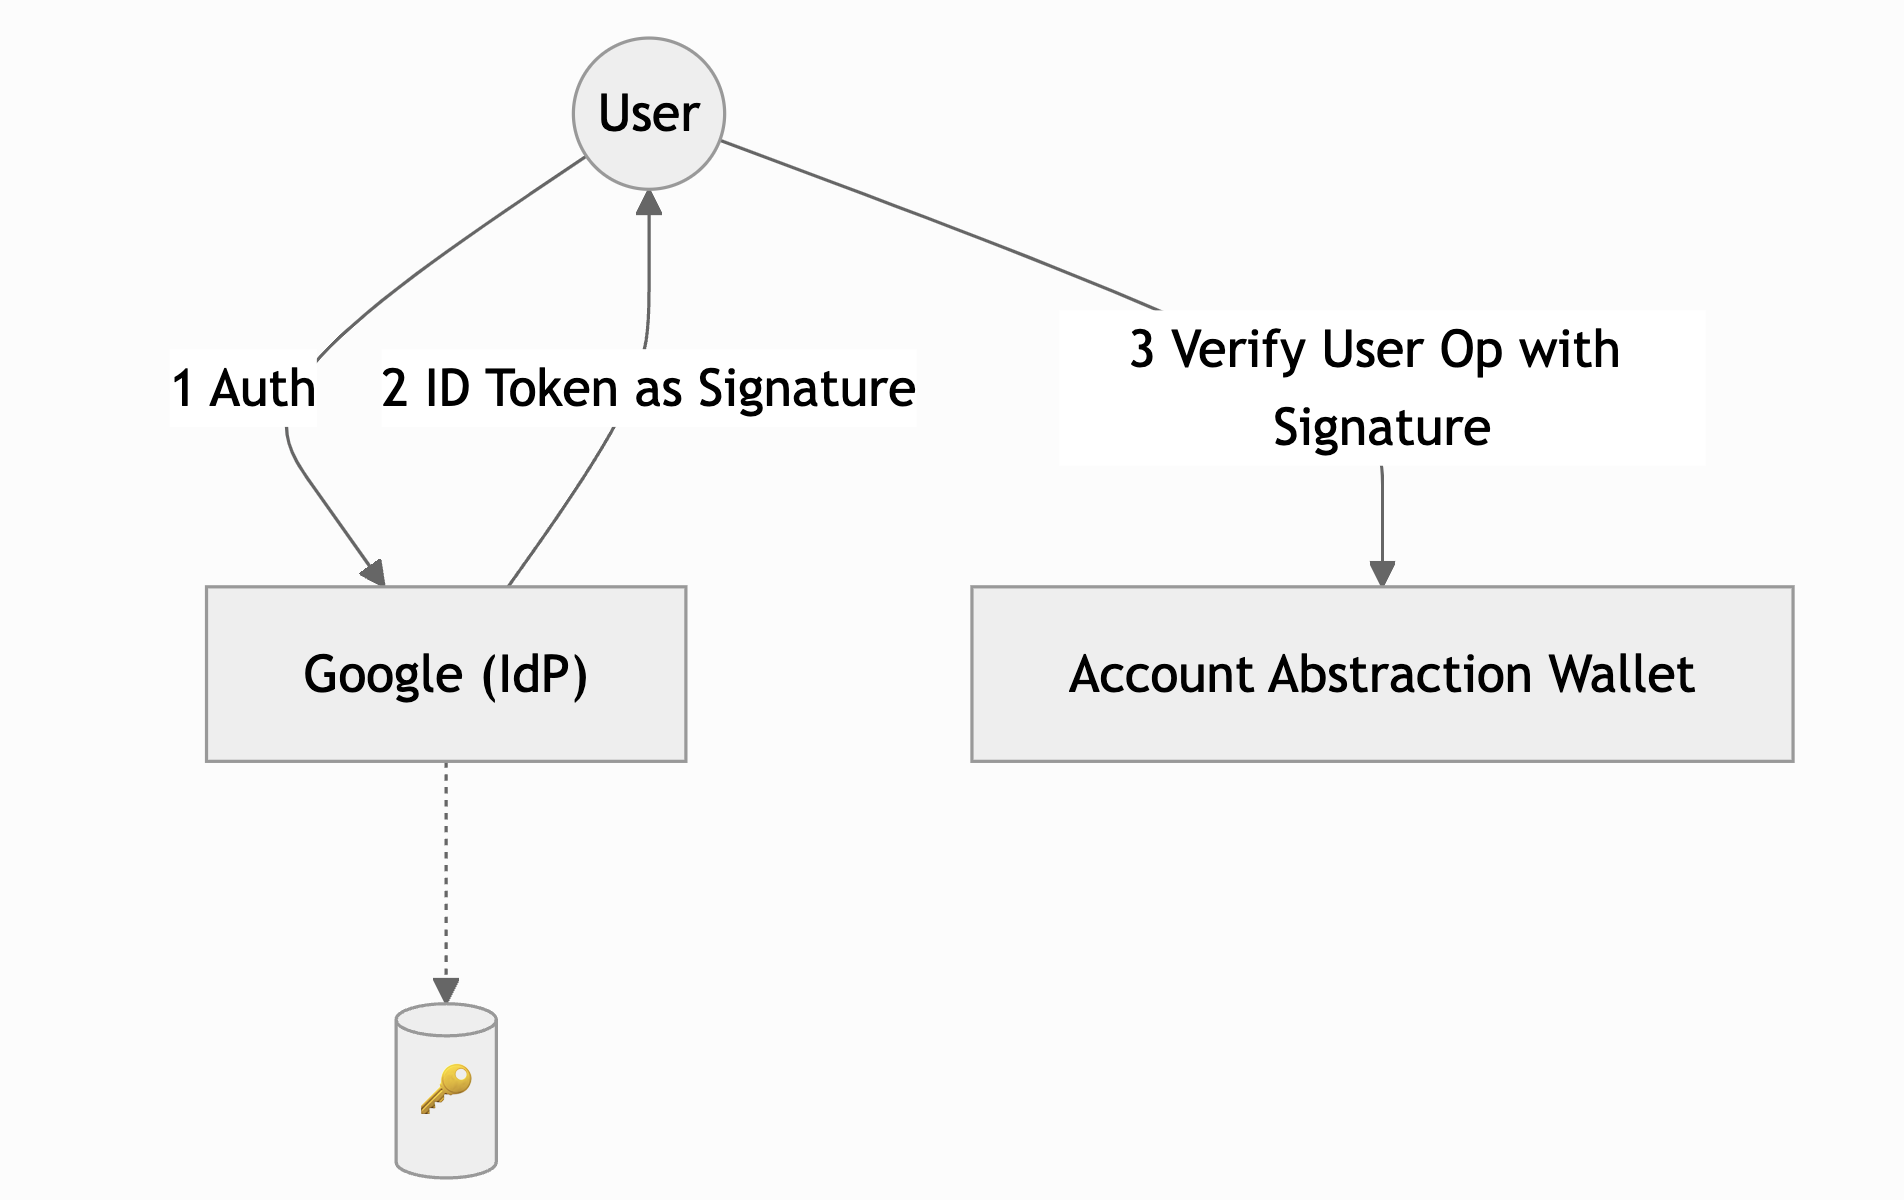 User
1 Auth
2 ID Token as Signature
3 Verify User Op with
Signature
Google (IdP)
Account Abstraction Wallet